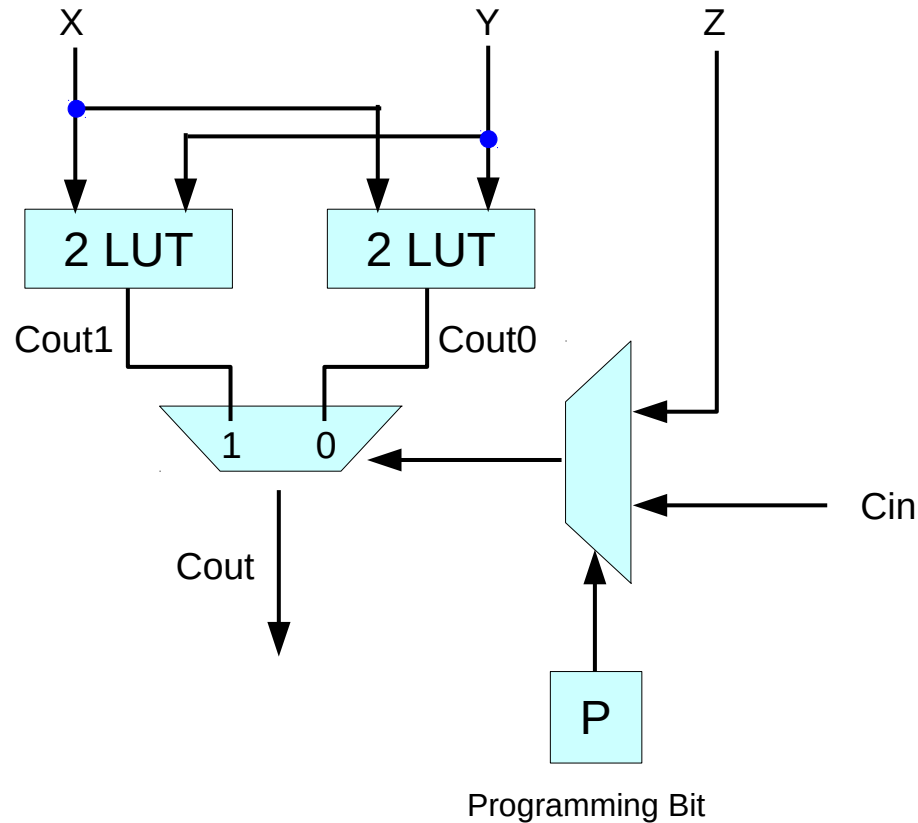 X
Y
Z
2 LUT
2 LUT
Cout1
Cout0
1
0
Cin
Cout
P
Programming Bit